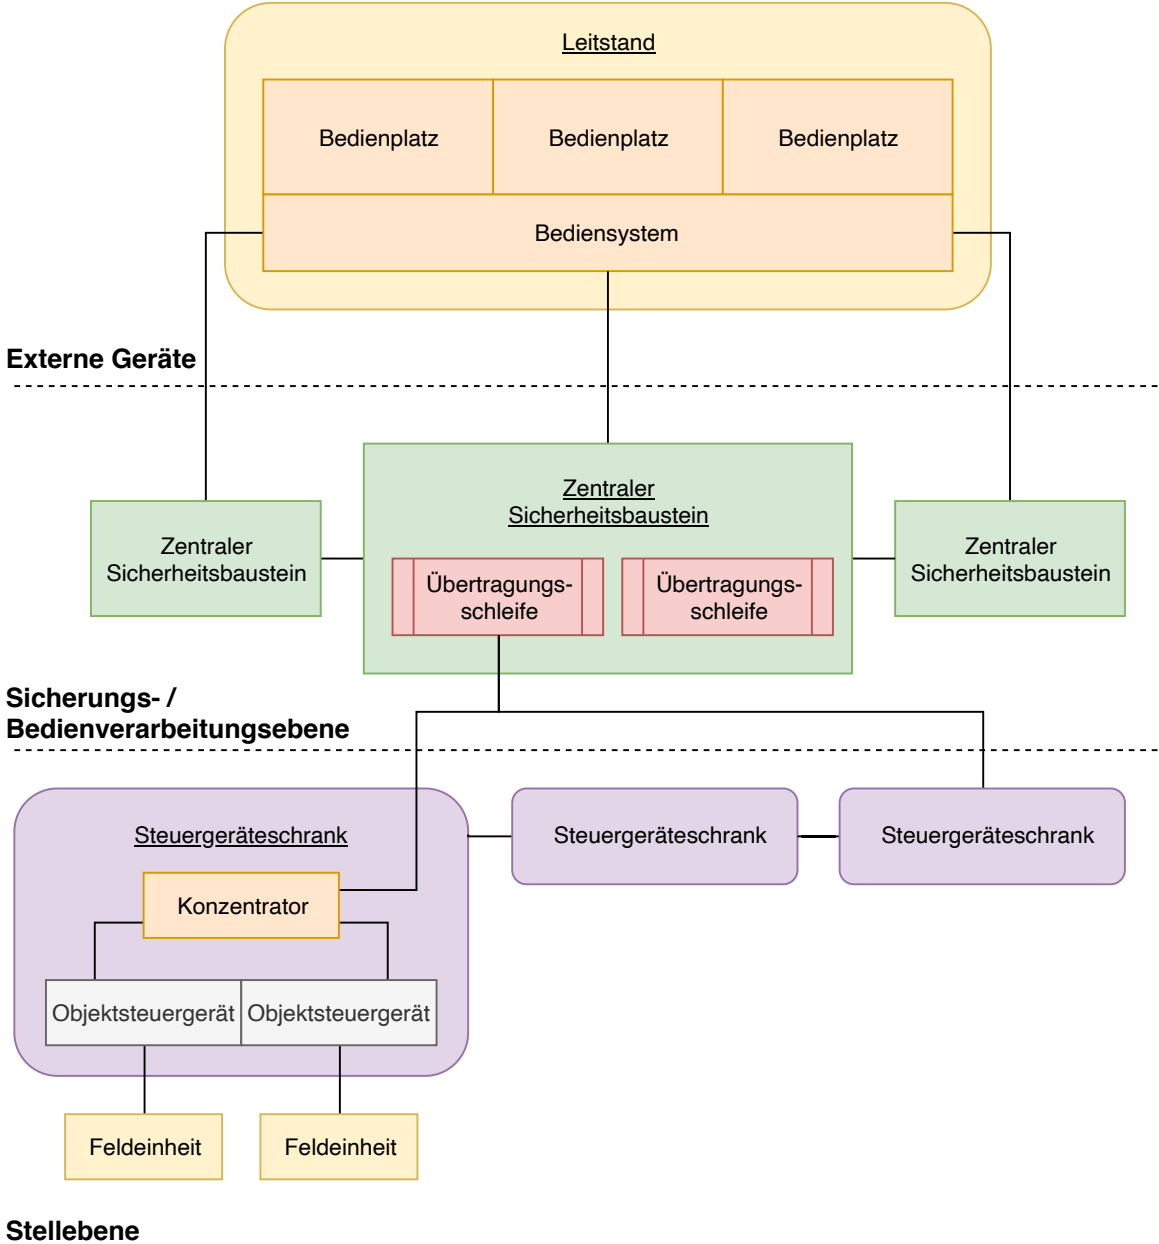 Leitstand
Bedienplatz
Bedienplatz
Bedienplatz
Bediensystem
Externe Geräte
Zentraler
Sicherheitsbaustein
Zentraler
Sicherheitsbaustein
Zentraler
Sicherheitsbaustein
Übertragungs-
schleife
Übertragungs-
schleife
Sicherungs- /
Bedienverarbeitungsebene
Steuergeräteschrank
Steuergeräteschrank
Steuergeräteschrank
Konzentrator
Objektsteuergerät
Objektsteuergerät
Feldeinheit
Feldeinheit
Stellebene